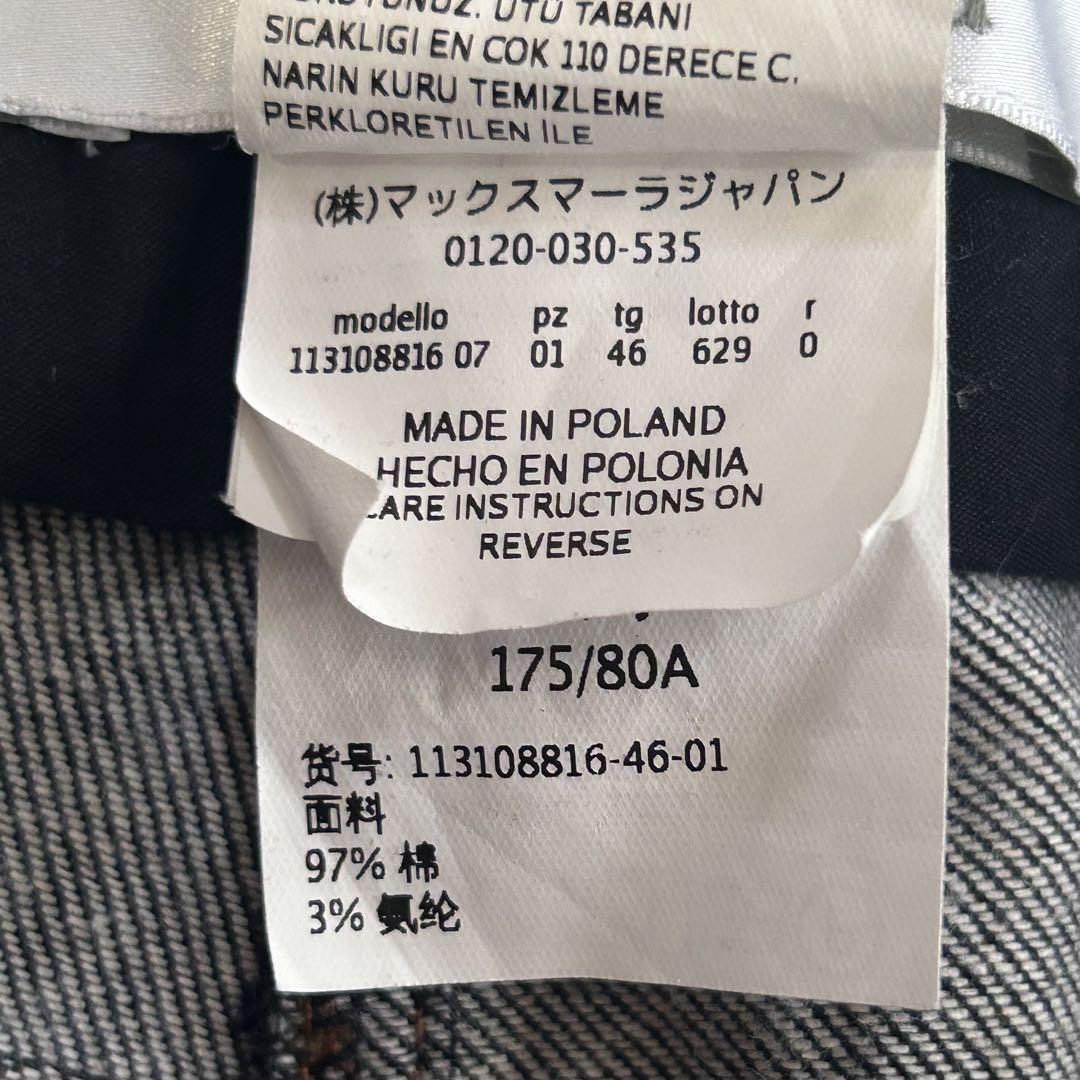 UTU TABANI
SICAKLIGI EN COK 110 DERECE C.
NARIN KURU TEMIZLEME
PERKLORETILEN ILE
(株)マックスマーラジャパン
0120-030-535
modello pz tg lotto r
113108816 07 01 46 629 0
MADE IN POLAND
HECHO EN POLONIA
CARE INSTRUCTIONS ON
REVERSE
175/80A
货号: 113108816-46-01
面料
97% 棉
3% 氨纶